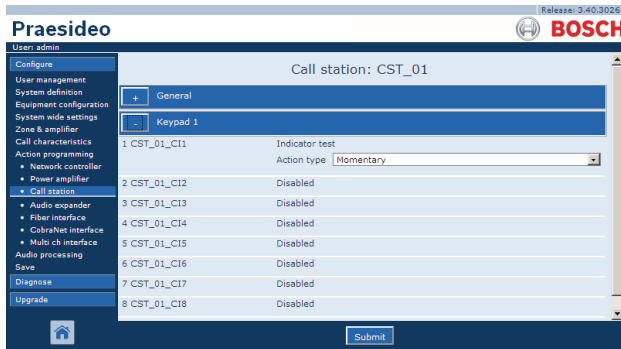 Release: 3.40.3026
Praesideo
BOSCH
User: admin
Configure
User management
System definition
Equipment configuration
System wide settings
Zone & amplifier
Call characteristics
Action programming
• Network controller
• Power amplifier
• Call station
• Audio expander
• Fiber interface
• CobraNet interface
• Multi ch interface
Audio processing
Save
Diagnose
Upgrade
Call station: CST_01
+ General
- Keypad 1
1 CST_01_CI1 Indicator test
Action type Momentary
2 CST_01_CI2 Disabled
3 CST_01_CI3 Disabled
4 CST_01_CI4 Disabled
5 CST_01_CI5 Disabled
6 CST_01_CI6 Disabled
7 CST_01_CI7 Disabled
8 CST_01_CI8 Disabled
Submit